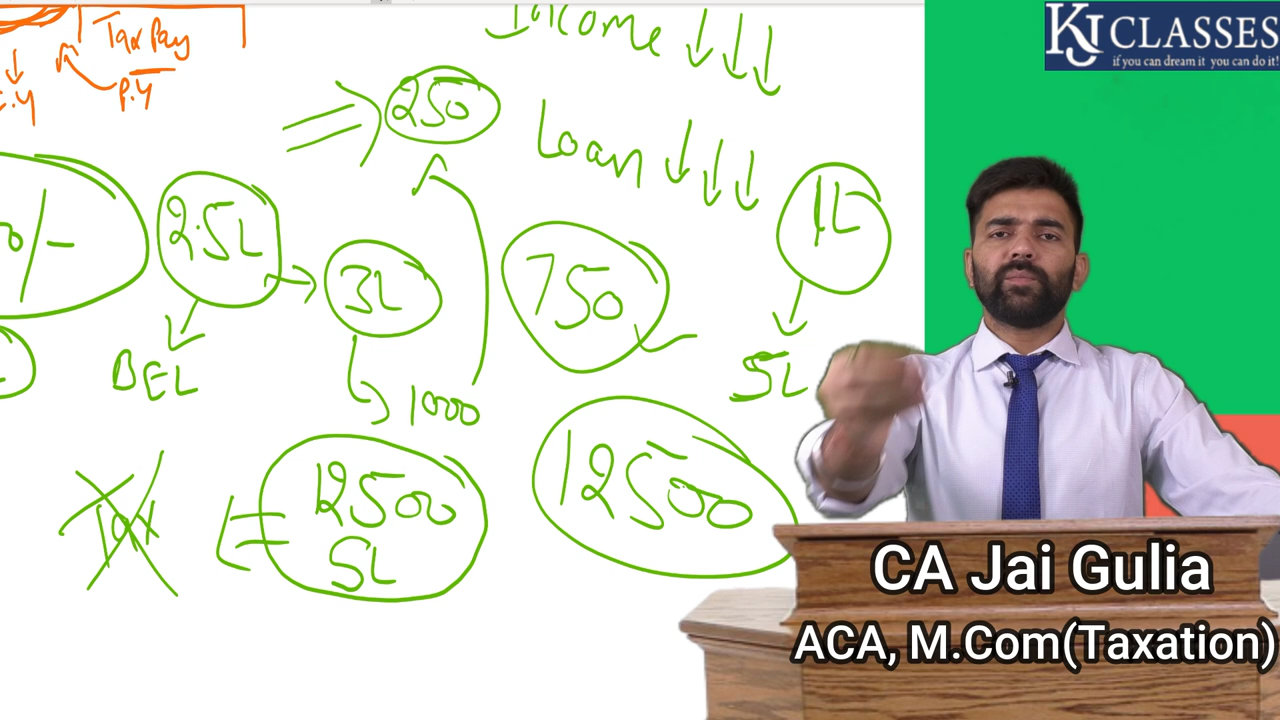 Tax Pay
P.Y
Income
250
Loan
2.5L
3L
750
1L
BEL
1000
5L
12500
5L
Tax
12500
KJ CLASSES
if you can dream it you can do it!
CA Jai Gulia
ACA, M.Com(Taxation)